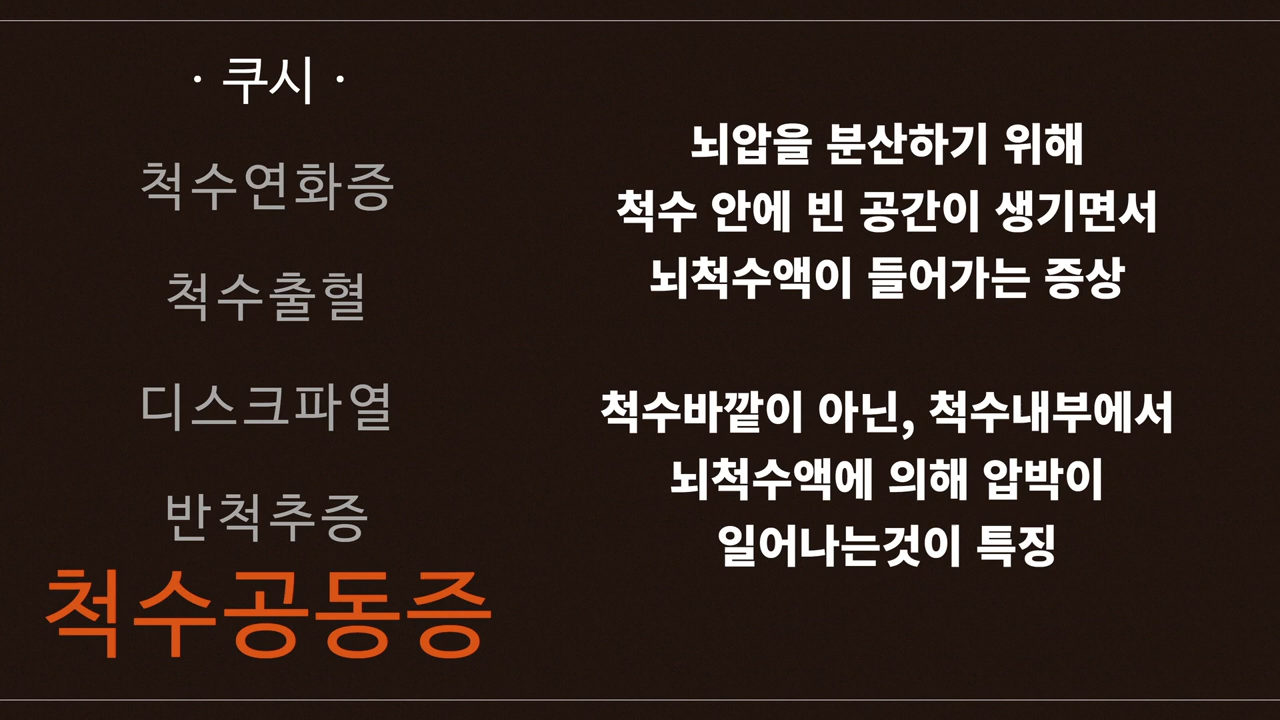 · 쿠시 ·
척수연화증
척수출혈
디스크파열
반척추증
척수공동증
뇌압을 분산하기 위해
척수 안에 빈 공간이 생기면서
뇌척수액이 들어가는 증상
척수바깥이 아닌, 척수내부에서
뇌척수액에 의해 압박이
일어나는것이 특징